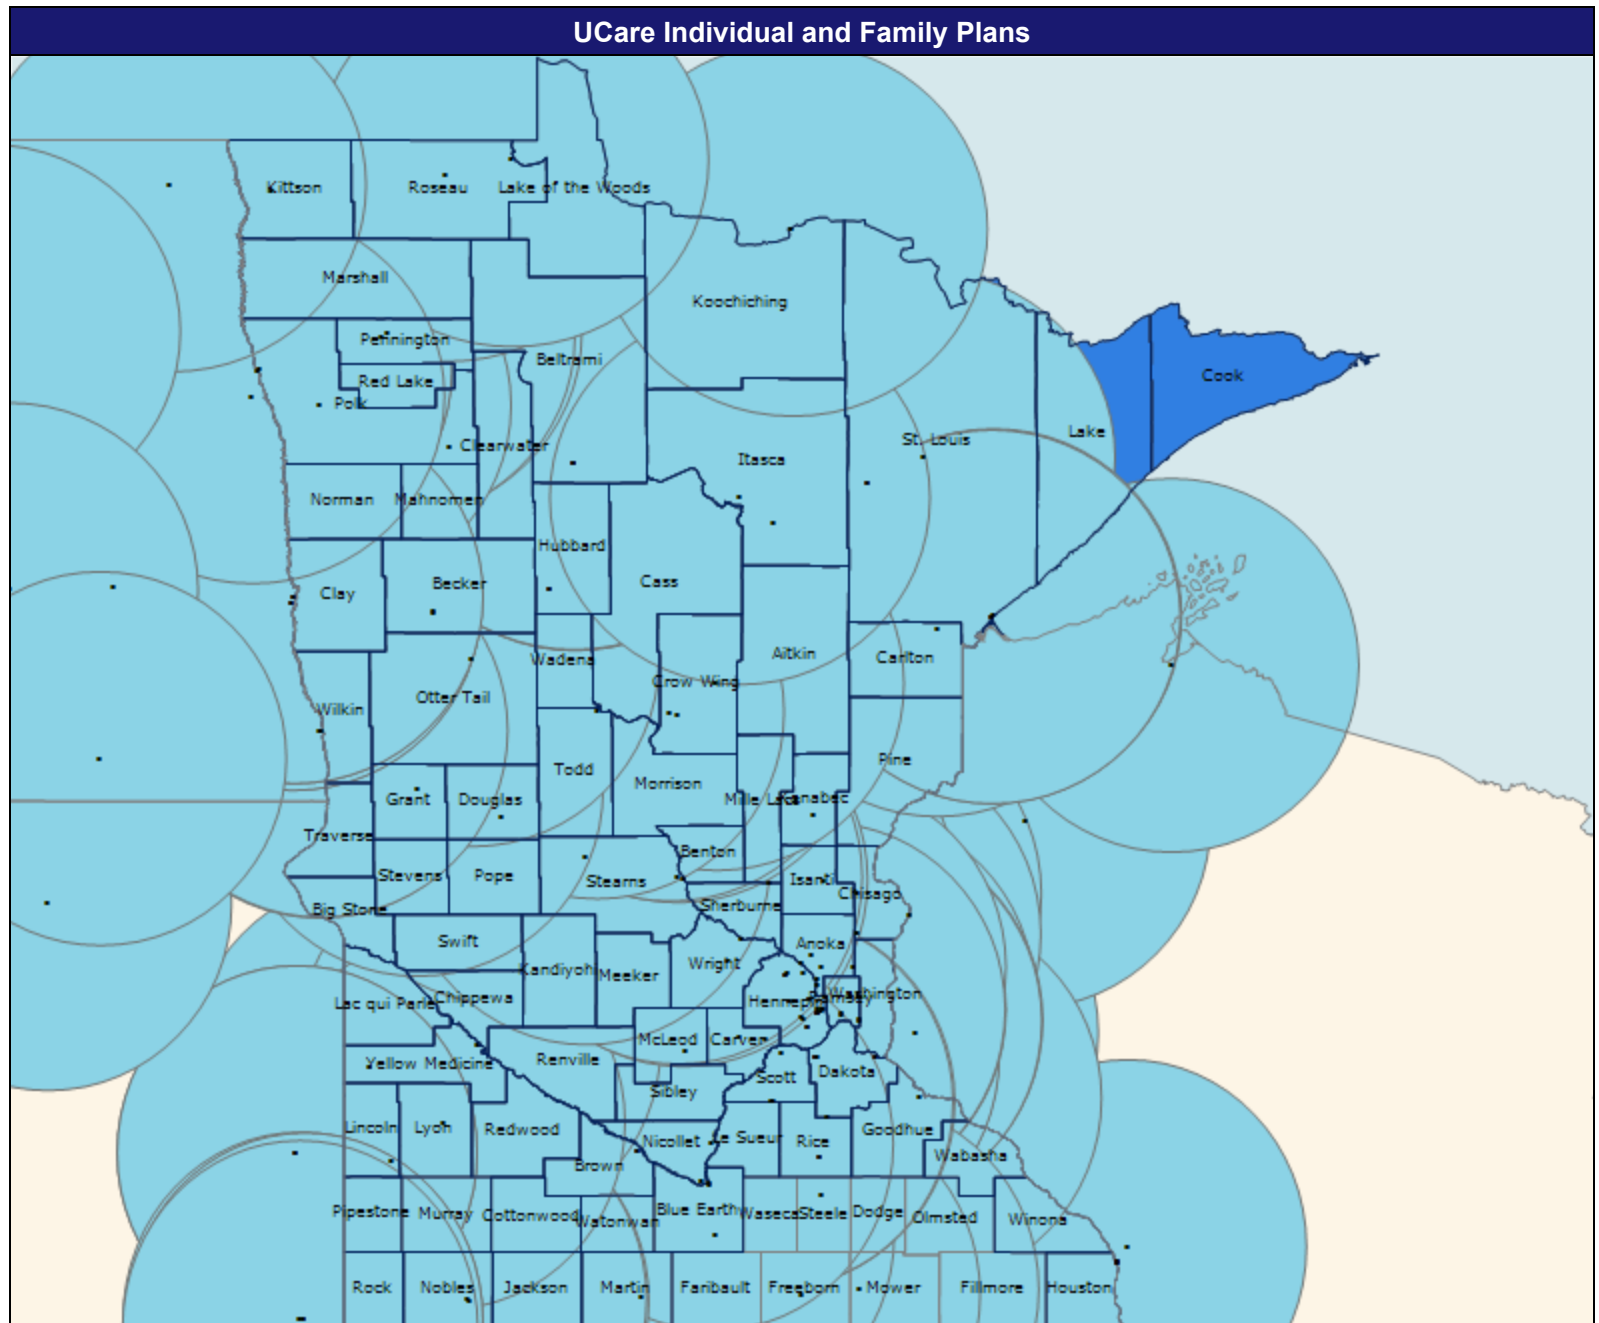 UCare Individual and Family Plans
Kittson
Roseau
Lake of the Woods
Marshall
Koochiching
Pennington
Beltrami
Red Lake
Polk
Cook
Clearwater
Lake
St. Louis
Itasca
Norman
Mahnomen
Hubbard
Clay
Becker
Cass
Wadena
Aitkin
Carlton
Crow Wing
Otter Tail
Wilkin
Todd
Morrison
Pine
Grant
Douglas
Mille Lacs
Kanabec
Traverse
Stevens
Pope
Stearns
Benton
Isanti
Chisago
Big Stone
Sherburne
Swift
Kandiyohi
Meeker
Wright
Anoka
Lac qui Parle
Chippewa
Hennepin
Ramsey
Washington
Yellow Medicine
Renville
McLeod
Carver
Sibley
Scott
Dakota
Lincoln
Lyon
Redwood
Brown
Nicollet
Le Sueur
Rice
Goodhue
Wabasha
Pipestone
Murray
Cottonwood
Watonwan
Blue Earth
Waseca
Steele
Dodge
Olmsted
Winona
Rock
Nobles
Jackson
Martin
Faribault
Freeborn
Mower
Fillmore
Houston